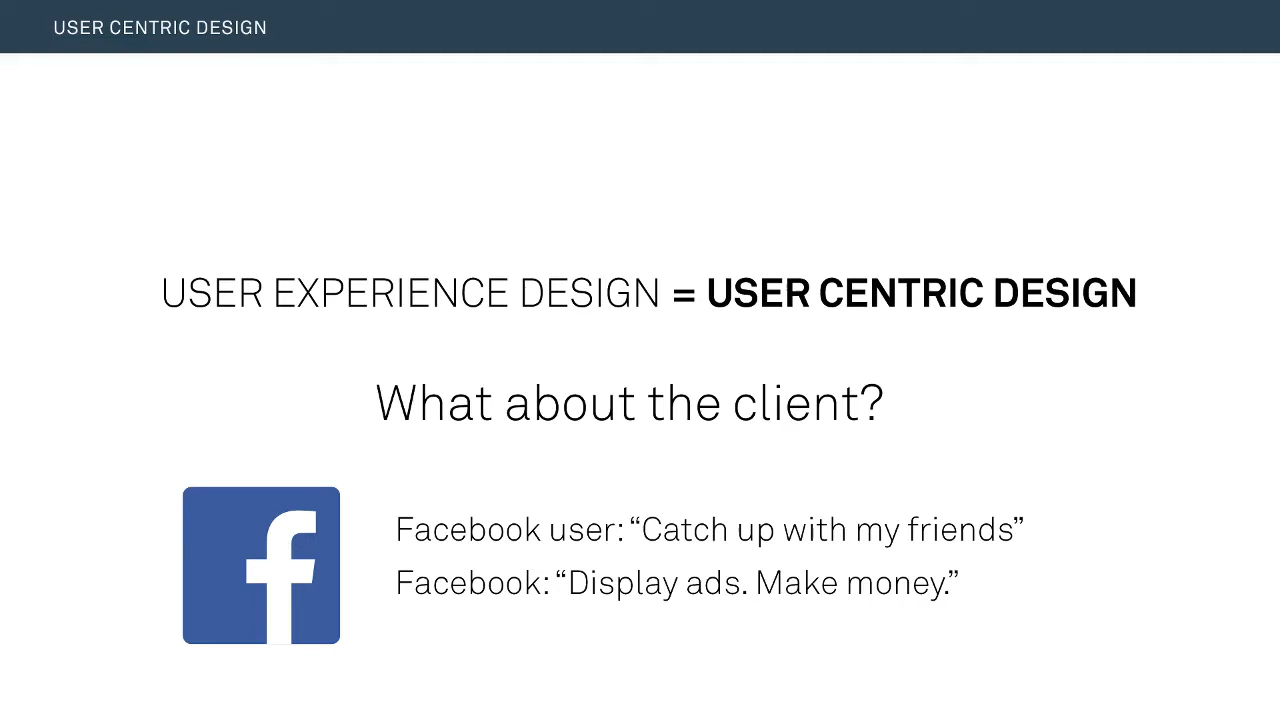 USER CENTRIC DESIGN
USER EXPERIENCE DESIGN = USER CENTRIC DESIGN
What about the client?
Facebook user: “Catch up with my friends”
Facebook: “Display ads. Make money.”